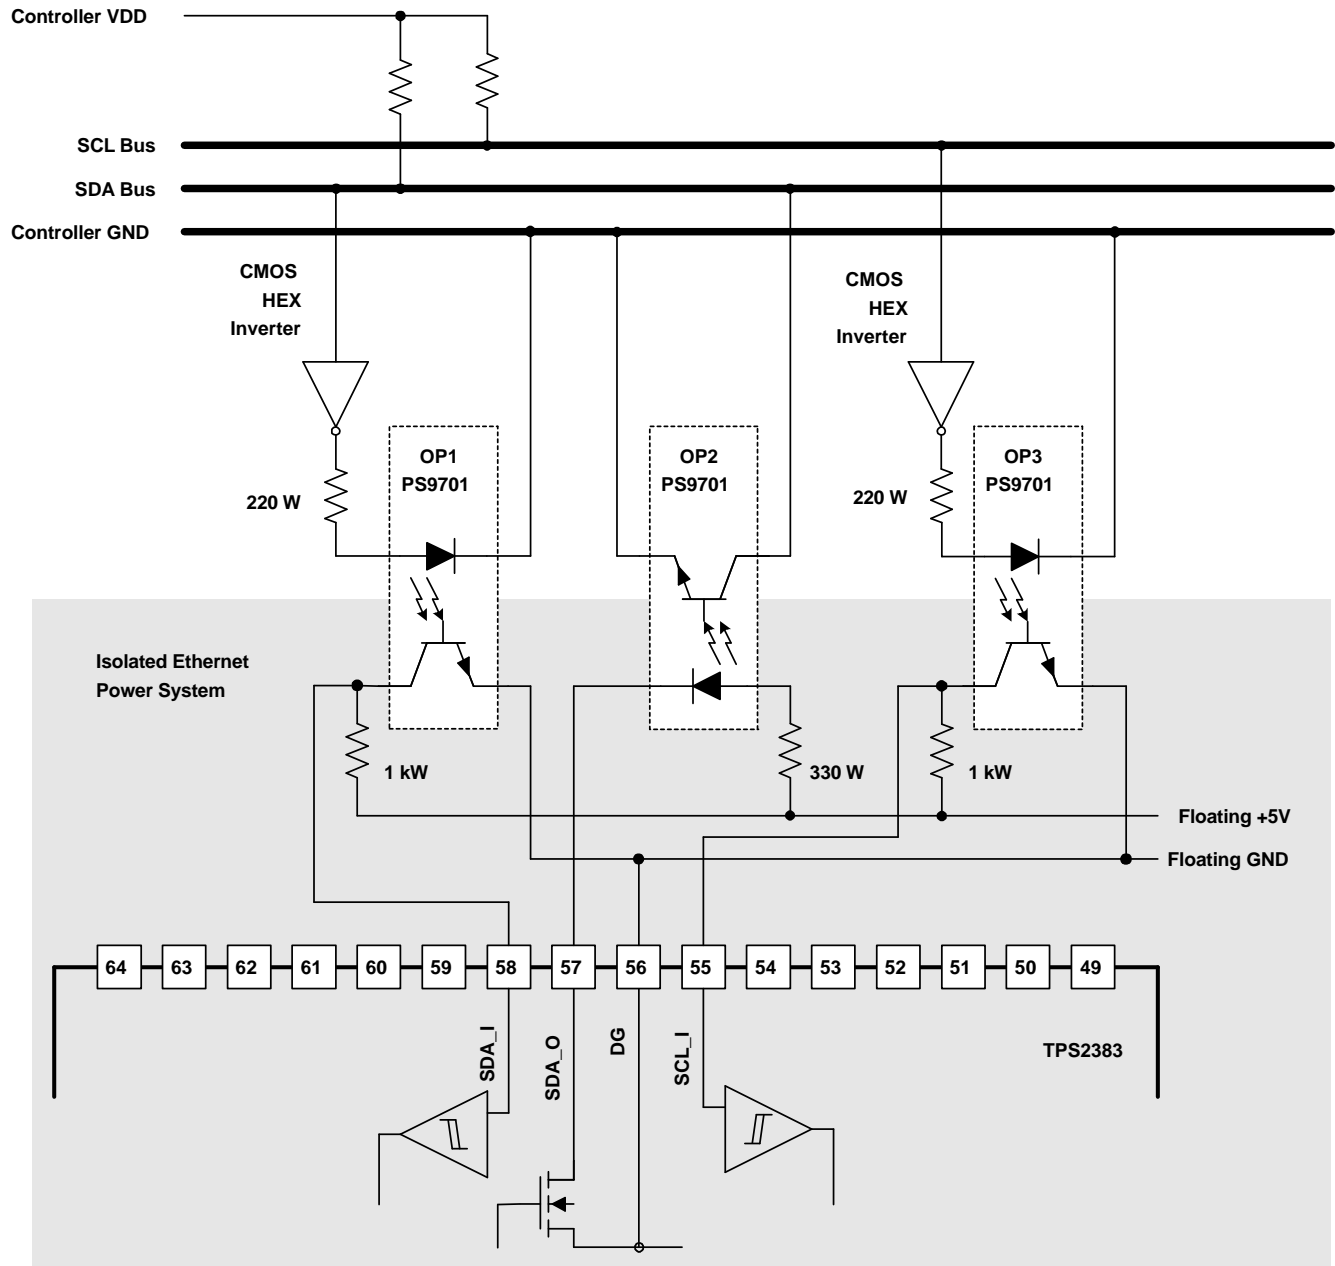 Controller VDD
SCL Bus
SDA Bus
Controller GND
CMOS
HEX
Inverter
CMOS
HEX
Inverter
OP1
PS9701
OP2
PS9701
OP3
PS9701
220 W
220 W
Isolated Ethernet
Power System
1 kW
330 W
1 kW
Floating +5V
Floating GND
64 63 62 61 60 59 58 57 56 55 54 53 52 51 50 49
SDA_I
SDA_O
DG
SCL_I
TPS2383